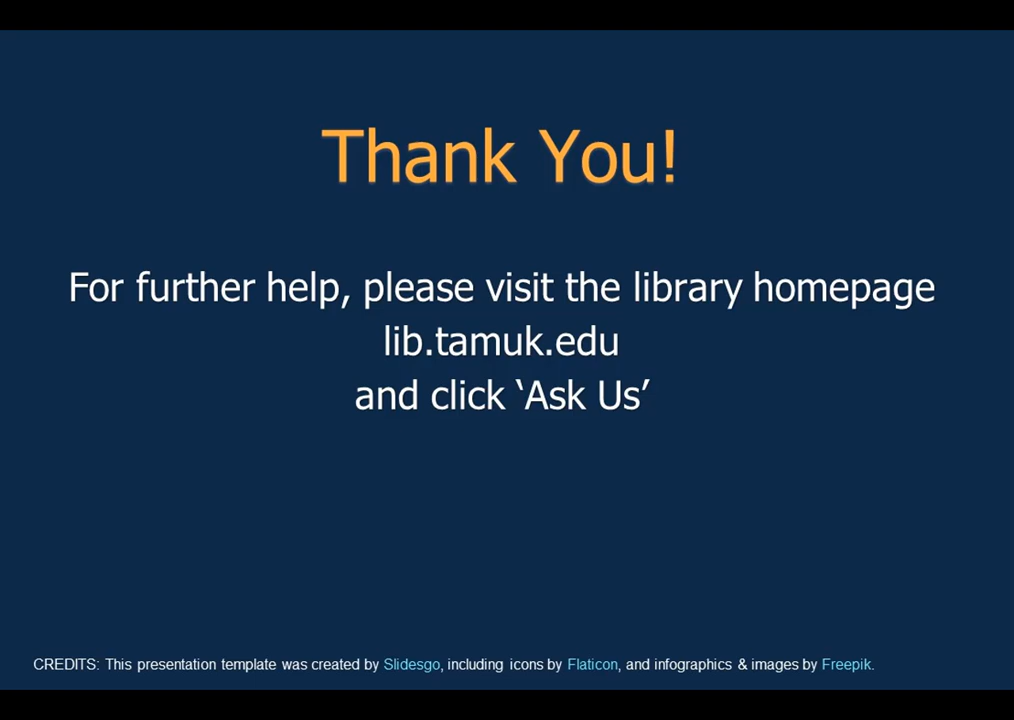 Thank You!
For further help, please visit the library homepage
lib.tamuk.edu
and click ‘Ask Us’
CREDITS: This presentation template was created by Slidesgo, including icons by Flaticon, and infographics & images by Freepik.